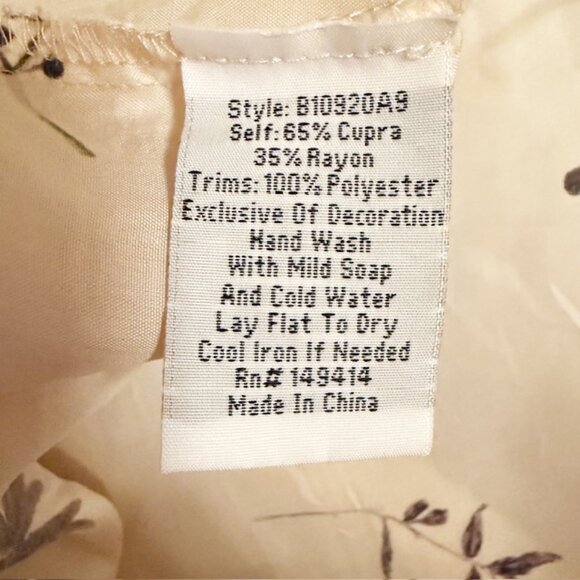 Style: B10920A9
Self: 65% Cupra
35% Rayon
Trims: 100% Polyester
Exclusive Of Decoration
Hand Wash
With Mild Soap
And Cold Water
Lay Flat To Dry
Cool Iron If Needed
Rn# 149414
Made In China